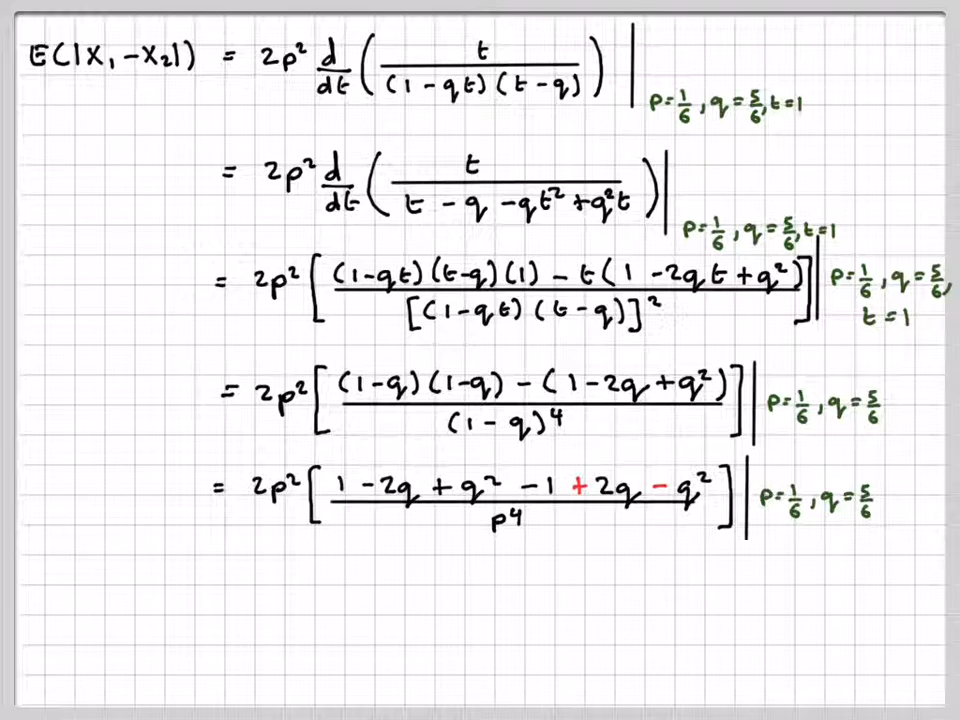 E(|X₁ - X₂|) = 2p² d/dt ( t / (1 - qt)(t - q) ) | p = 1/6, q = 5/6, t = 1
= 2p² d/dt ( t / t - q - qt² + q²t ) | p = 1/6, q = 5/6, t = 1
= 2p² [ (1 - qt)(t - q)(1) - t(1 - 2qt + q²) / [(1 - qt)(t - q)]² ] | p = 1/6, q = 5/6, t = 1
= 2p² [ (1 - q)(1 - q) - (1 - 2q + q²) / (1 - q)⁴ ] | p = 1/6, q = 5/6
= 2p² [ 1 - 2q + q² - 1 + 2q - q² / p⁴ ] | p = 1/6, q = 5/6